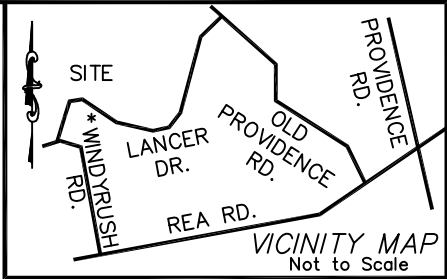 SITE
*
WINDYRUSH
RD.
LANCER
DR.
OLD
PROVIDENCE
RD.
PROVIDENCE
RD.
REA RD.
VICINITY MAP
Not to Scale